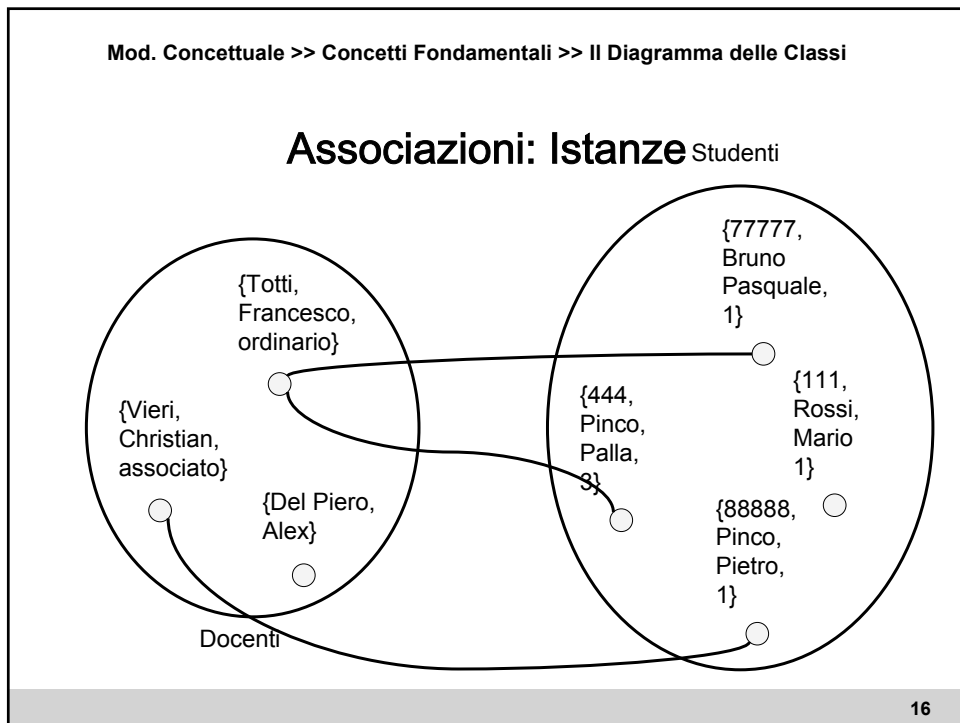 Mod. Concettuale >> Concetti Fondamentali >> Il Diagramma delle Classi
Associazioni: Istanze
Studenti
{77777,
Bruno
Pasquale,
1}
{Totti,
Francesco,
ordinario}
{111,
Rossi,
Mario
1}
{444,
Pinco,
Palla,
3}
{Vieri,
Christian,
associato}
{Del Piero,
Alex}
{88888,
Pinco,
Pietro,
1}
Docenti
16